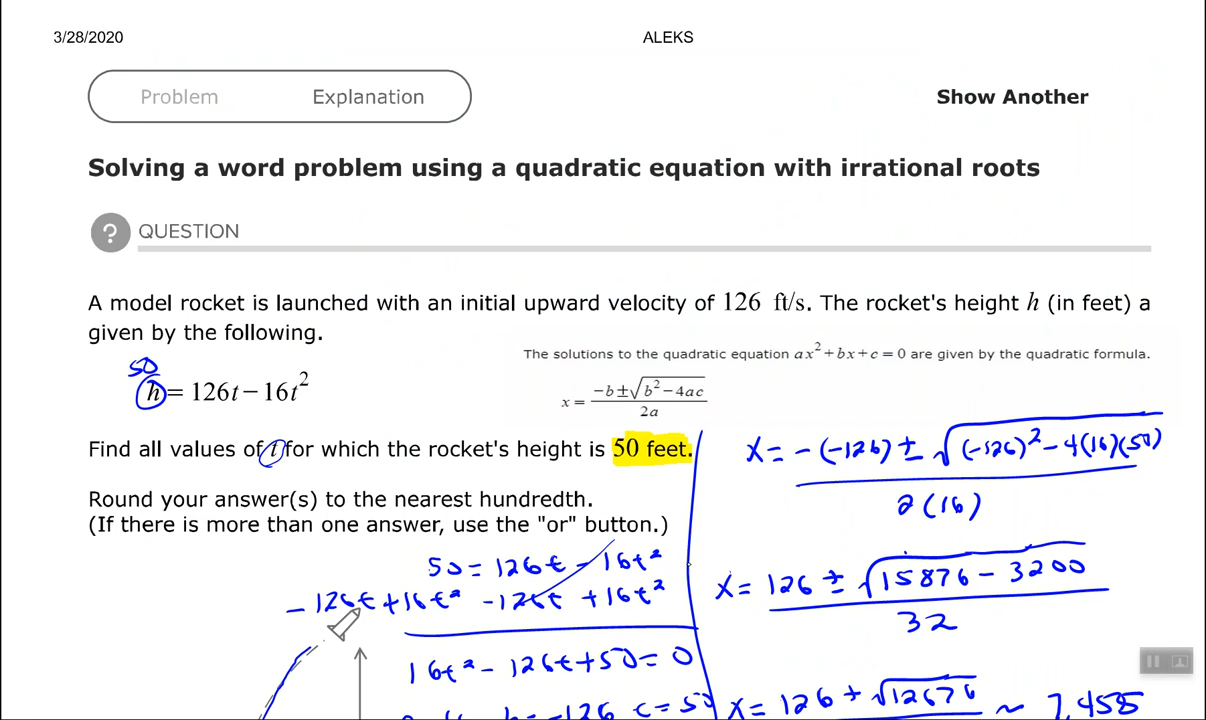 3/28/2020 ALEKS
Problem Explanation Show Another
Solving a word problem using a quadratic equation with irrational roots
? QUESTION
A model rocket is launched with an initial upward velocity of 126 ft/s. The rocket's height h (in feet) a
given by the following.
The solutions to the quadratic equation ax²+bx+c=0 are given by the quadratic formula.
50
h = 126t − 16t²
x = (−b±√(b²−4ac))/(2a)
Find all values of t for which the rocket's height is 50 feet.
Round your answer(s) to the nearest hundredth.
(If there is more than one answer, use the "or" button.)
50 = 126t − 16t²
−126t + 16t² −126t + 16t²
16t² − 126t + 50 = 0
b = −126 c = 50
x = (−(−126) ± √((−126)² − 4(16)(50)))/(2(16))
x = (126 ± √(15876 − 3200))/32
x = 126 + √12676 ~ 7.458